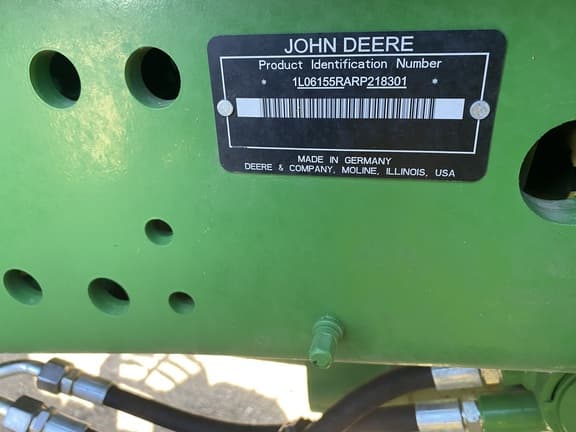 JOHN DEERE
Product Identification Number
* 1L06155RARP218301 *
MADE IN GERMANY
DEERE & COMPANY, MOLINE, ILLINOIS, USA